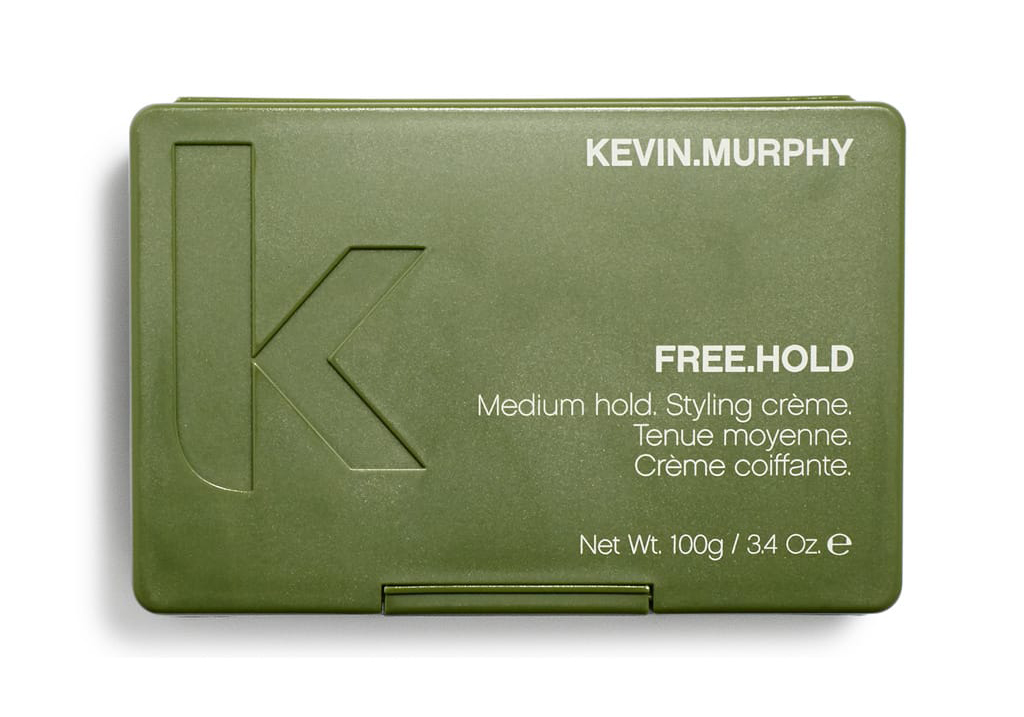 k
KEVIN.MURPHY
FREE.HOLD
Medium hold. Styling crème.
Tenue moyenne.
Crème coiffante.
Net Wt. 100g / 3.4 Oz. ℮